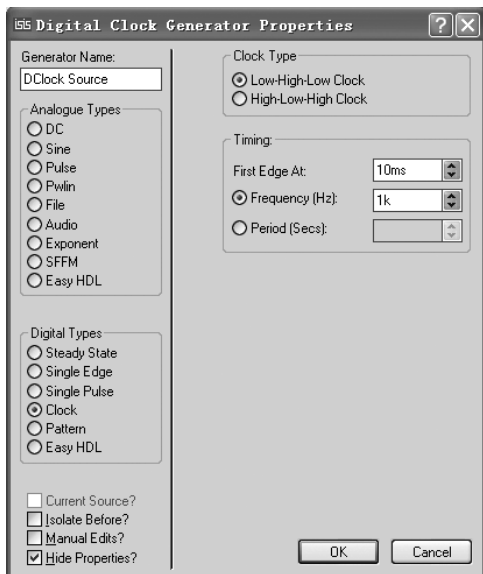 ISIS Digital Clock Generator Properties
Generator Name:
DClock Source
Analogue Types
DC
Sine
Pulse
Pwlin
File
Audio
Exponent
SFFM
Easy HDL
Digital Types
Steady State
Single Edge
Single Pulse
Clock
Pattern
Easy HDL
Current Source?
Isolate Before?
Manual Edits?
Hide Properties?
Clock Type
Low-High-Low Clock
High-Low-High Clock
Timing:
First Edge At:
10ms
Frequency (Hz):
1k
Period (Secs):
OK
Cancel